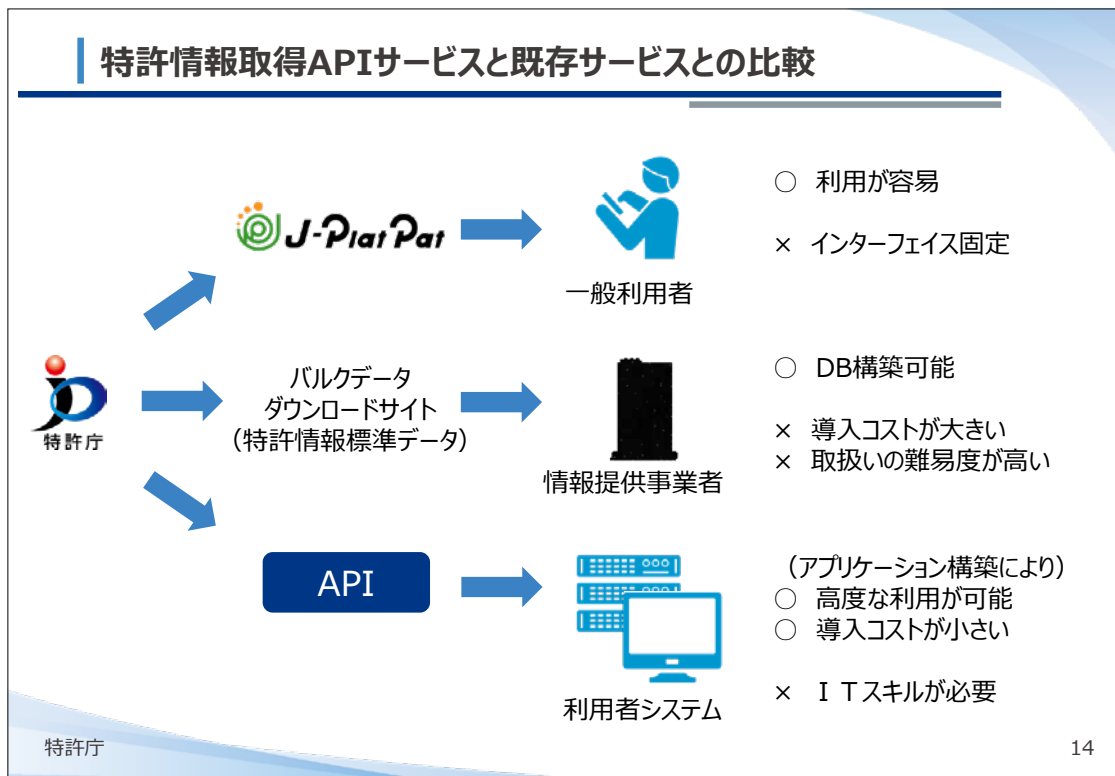 特許情報取得APIサービスと既存サービスとの比較
J-PlatPat
一般利用者
○ 利用が容易
× インターフェイス固定
特許庁
バルクデータ
ダウンロードサイト
（特許情報標準データ）
情報提供事業者
○ DB構築可能
× 導入コストが大きい
× 取扱いの難易度が高い
API
利用者システム
（アプリケーション構築により）
○ 高度な利用が可能
○ 導入コストが小さい
× ＩＴスキルが必要
特許庁
14